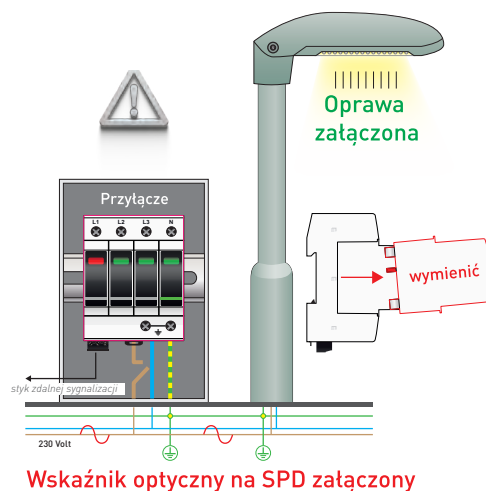 Oprawa
załączona
Przyłącze
L1 L2 L3 N
wymienić
styk zdalnej sygnalizacji
230 Volt
Wskaźnik optyczny na SPD załączony